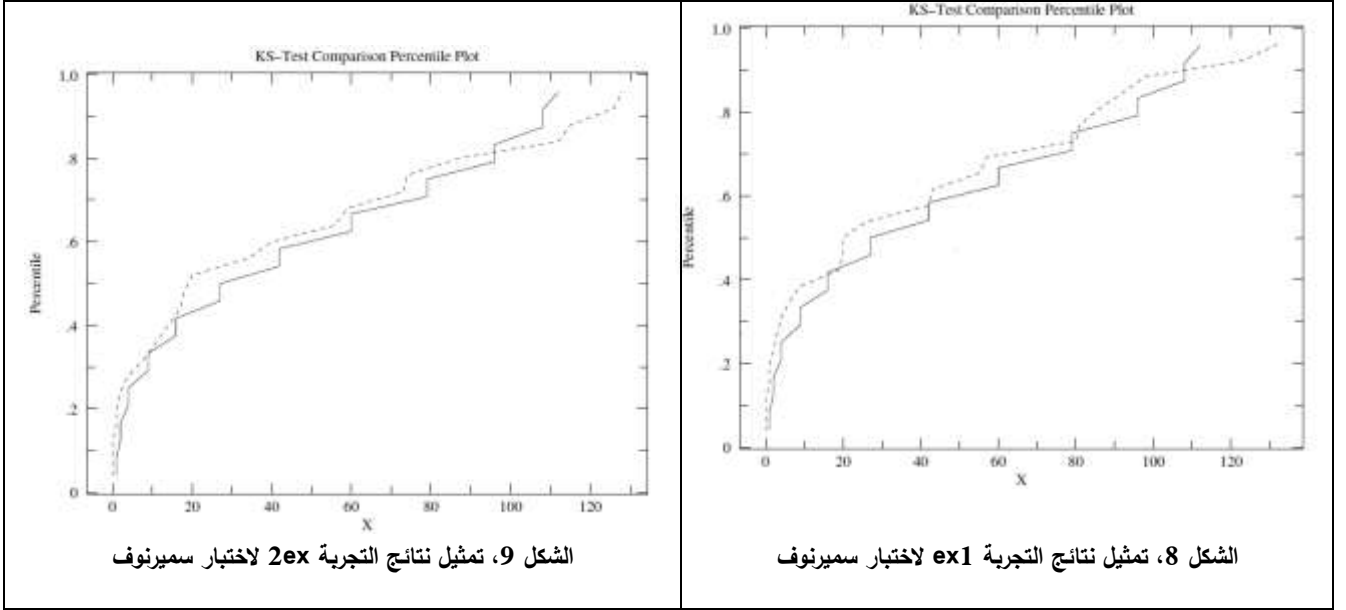 KS-Test Comparison Percentile Plot
1.0
.8
.6
.4
.2
0
Percentile
0 20 40 60 80 100 120
X
الشكل 8، تمثيل نتائج التجربة ex1 لاختبار سميرنوف
KS-Test Comparison Percentile Plot
1.0
.8
.6
.4
.2
0
Percentile
0 20 40 60 80 100 120
X
الشكل 9، تمثيل نتائج التجربة 2ex لاختبار سميرنوف